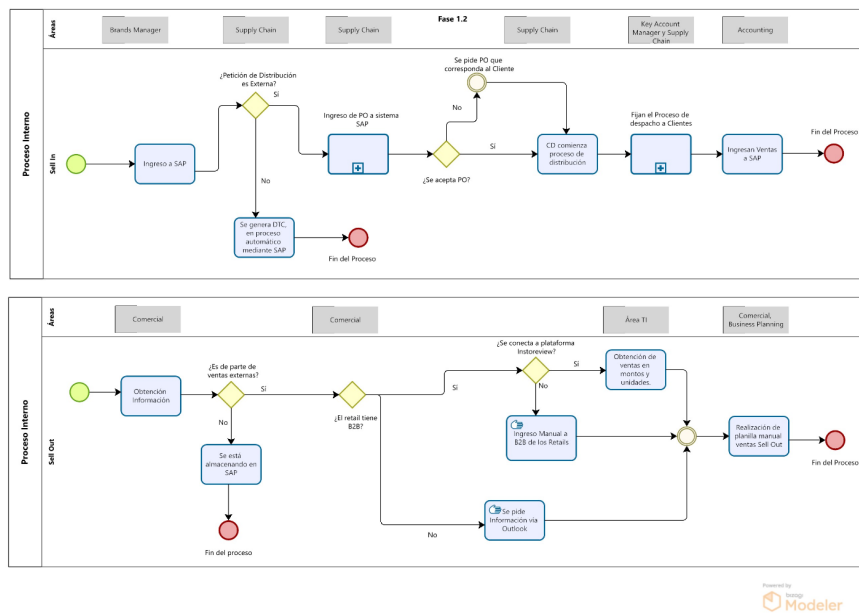 Fase 1.2
Proceso Interno
Áreas
Brands Manager
Supply Chain
Supply Chain
Supply Chain
Key Account
Manager y Supply
Chain
Accounting
Sell In
Ingreso a SAP
¿Petición de Distribución
es Externa?
Sí
No
Se genera DTC,
en proceso
automático
mediante SAP
Fin del Proceso
Ingreso de PO a sistema
SAP
¿Se acepta PO?
No
Sí
Se pide PO que
corresponda al Cliente
CD comienza
proceso de
distribución
Fijan el Proceso de
despacho a Clientes
Ingresan Ventas
a SAP
Fin del Proceso
Proceso Interno
Áreas
Comercial
Comercial
Área TI
Comercial,
Business Planning
Sell Out
Obtención
Información
¿Es de parte de
ventas externas?
Sí
No
Se está
almacenando en
SAP
Fin del proceso
¿El retail tiene
B2B?
Sí
No
¿Se conecta a plataforma
Instoreview?
Sí
No
Obtención de
ventas en
montos y
unidades.
Ingreso Manual a
B2B de los Retails
Se pide
Información via
Outlook
Realización de
planilla manual
ventas Sell Out
Fin del Proceso
Powered by
bizagi
Modeler